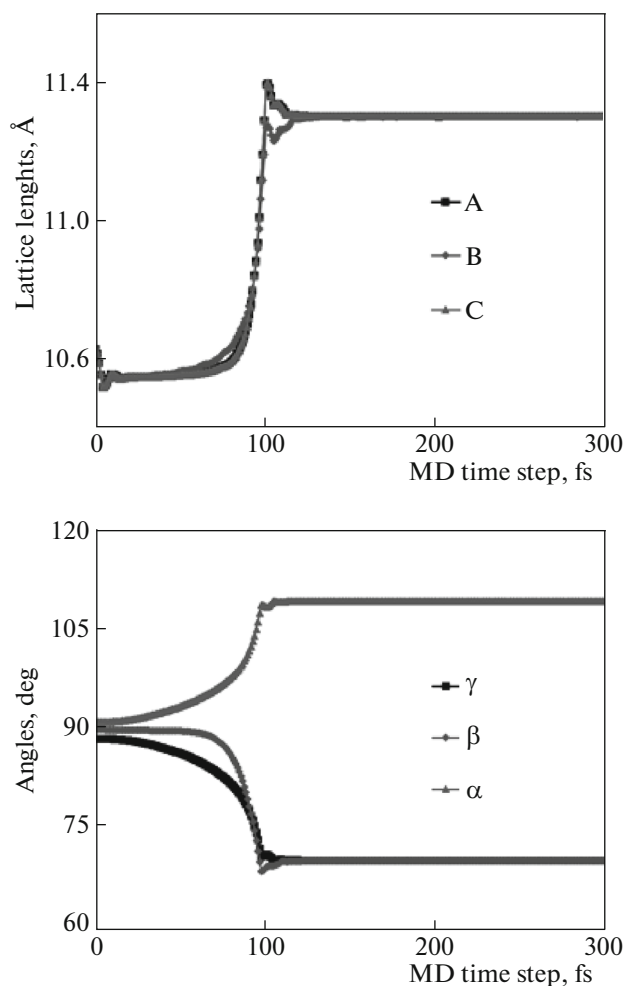 11.4
11.0
10.6
Lattice lenghts, Å
A
B
C
0
100
200
300
MD time step, fs
120
105
90
75
60
Angles, deg
γ
β
α
0
100
200
300
MD time step, fs